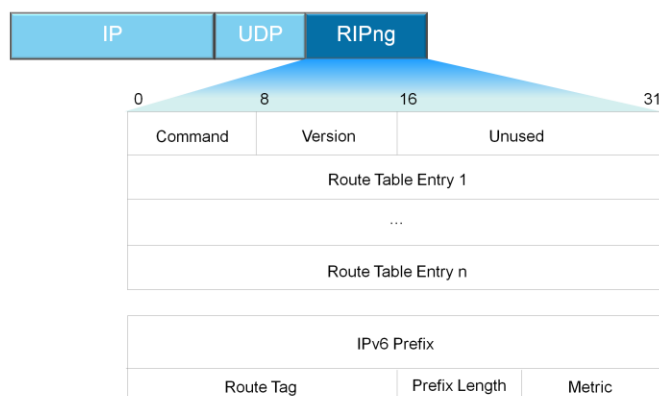 IP UDP RIPng
0 8 16 31
Command Version Unused
Route Table Entry 1
...
Route Table Entry n
IPv6 Prefix
Route Tag Prefix Length Metric